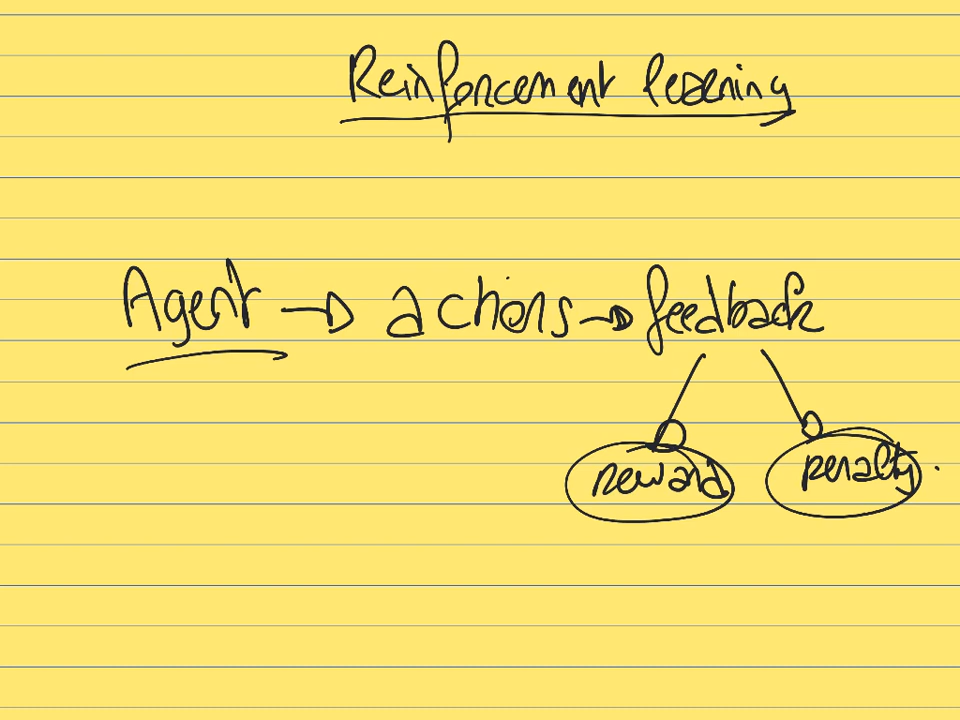 Reinforcement learning
Agent → actions → feedback
reward penalty.